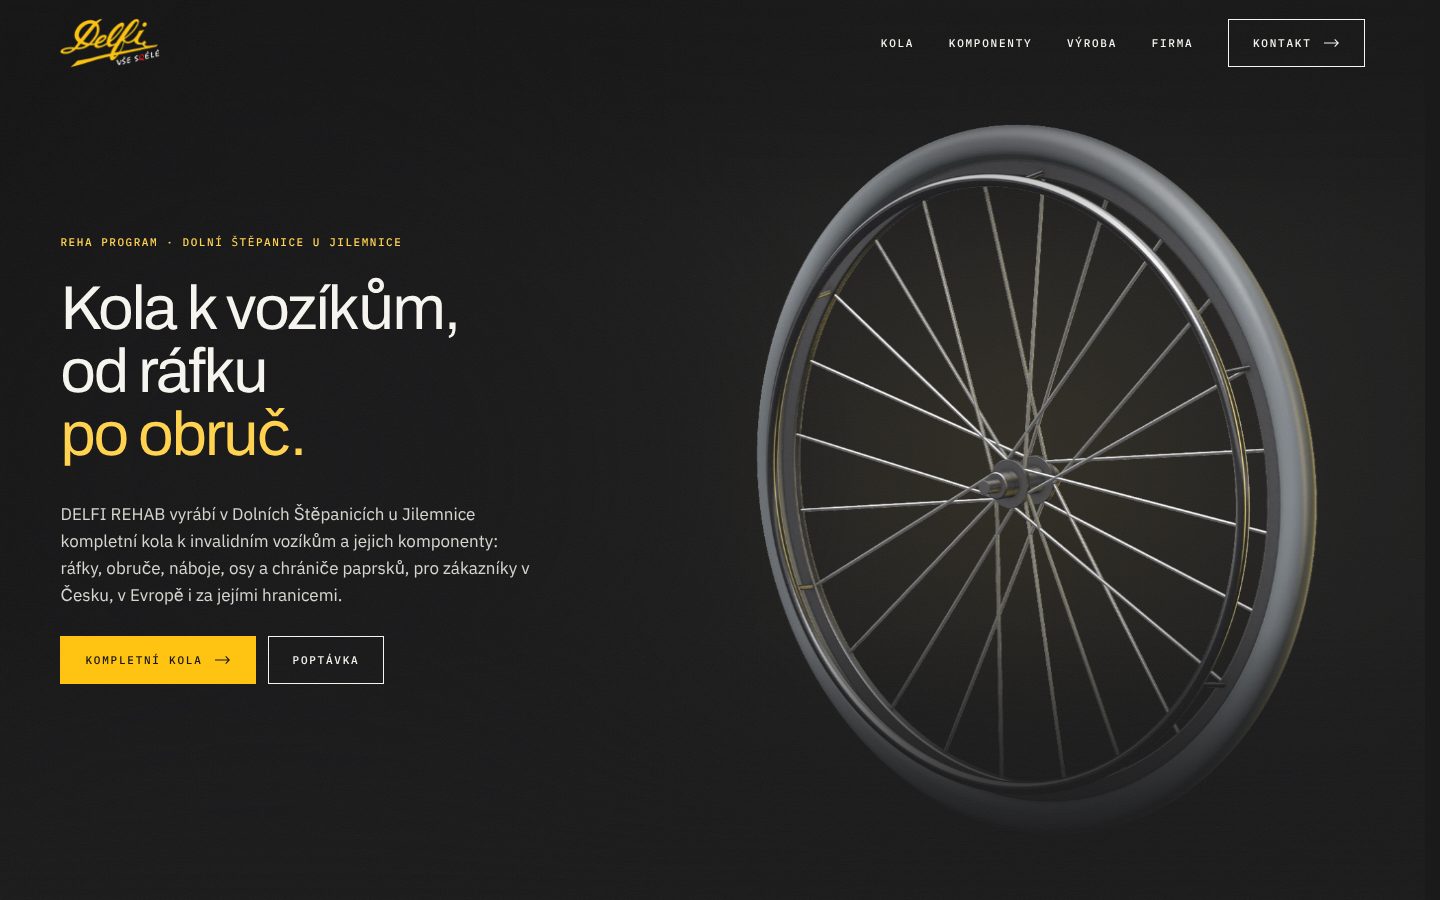 Delfi
VŠE SKĚLÉ
KOLA
KOMPONENTY
VÝROBA
FIRMA
KONTAKT →
REHA PROGRAM · DOLNÍ ŠTĚPANICE U JILEMNICE
Kola k vozíkům,
od ráfku
po obruč.
DELFI REHAB vyrábí v Dolních Štěpanicích u Jilemnice
kompletní kola k invalidním vozíkům a jejich komponenty:
ráfky, obruče, náboje, osy a chrániče paprsků, pro zákazníky v
Česku, v Evropě i za jejími hranicemi.
KOMPLETNÍ KOLA →
POPTÁVKA